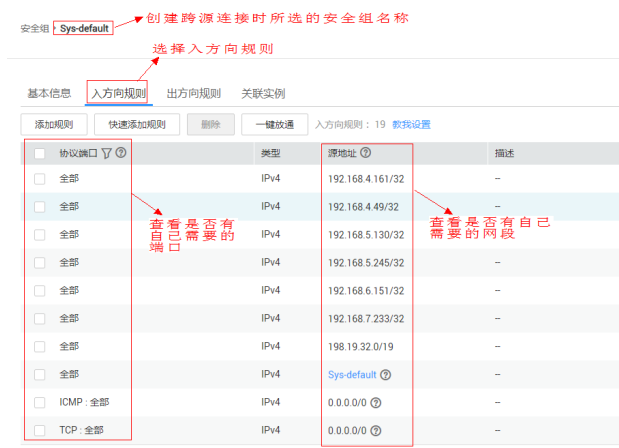 创建跨源连接时所选的安全组名称
安全组 Sys-default
选择入方向规则
基本信息 入方向规则 出方向规则 关联实例
添加规则 快速添加规则 删除 一键放通 入方向规则：19 教我设置
协议端口 类型 源地址 描述
全部 IPv4 192.168.4.161/32 --
全部 IPv4 192.168.4.49/32 --
全部 IPv4 192.168.5.130/32 --
全部 IPv4 192.168.5.245/32 --
全部 IPv4 192.168.6.151/32 --
全部 IPv4 192.168.7.233/32 --
全部 IPv4 198.19.32.0/19 --
全部 IPv4 Sys-default --
ICMP : 全部 IPv4 0.0.0.0/0 --
TCP : 全部 IPv4 0.0.0.0/0 --
查看是否有
自己需要的
端口
查看是否有自己
需要的网段